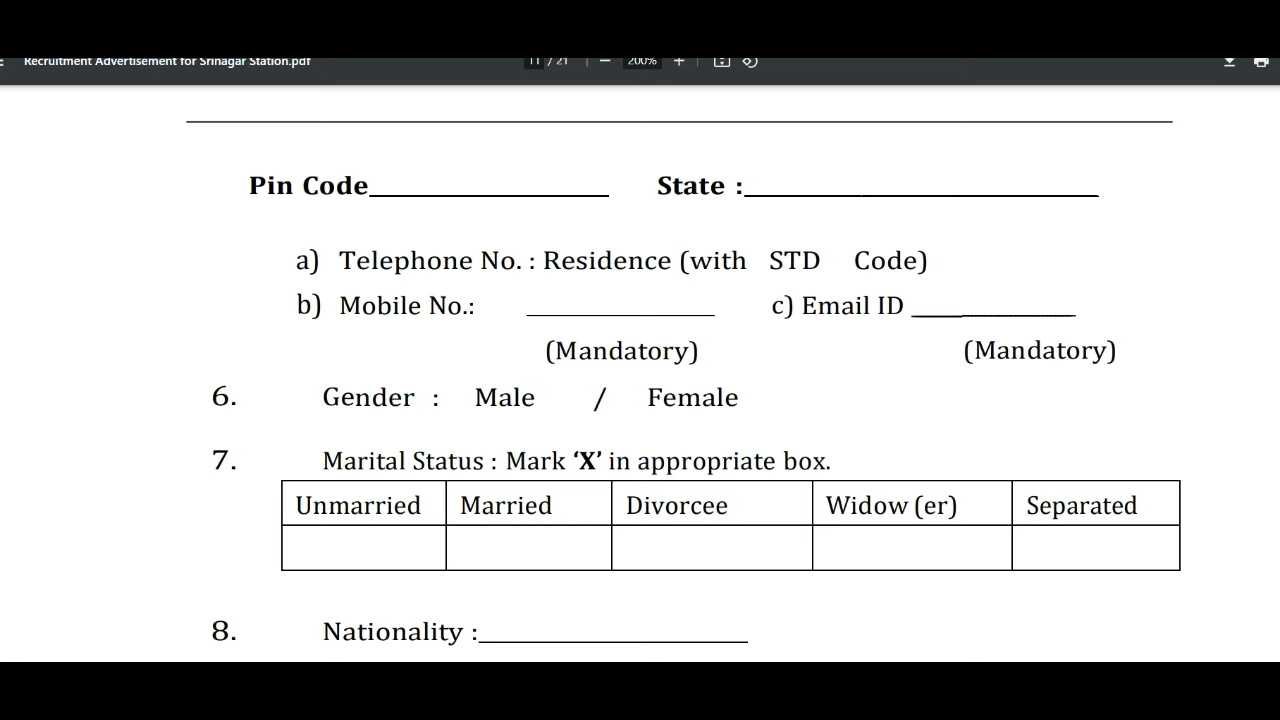 Recruitment Advertisement for Srinagar Station.pdf 11 / 21 200%
Pin Code State :
a) Telephone No. : Residence (with STD Code)
b) Mobile No.: c) Email ID
(Mandatory) (Mandatory)
6. Gender : Male / Female
7. Marital Status : Mark ‘X’ in appropriate box.
Unmarried Married Divorcee Widow (er) Separated
8. Nationality :